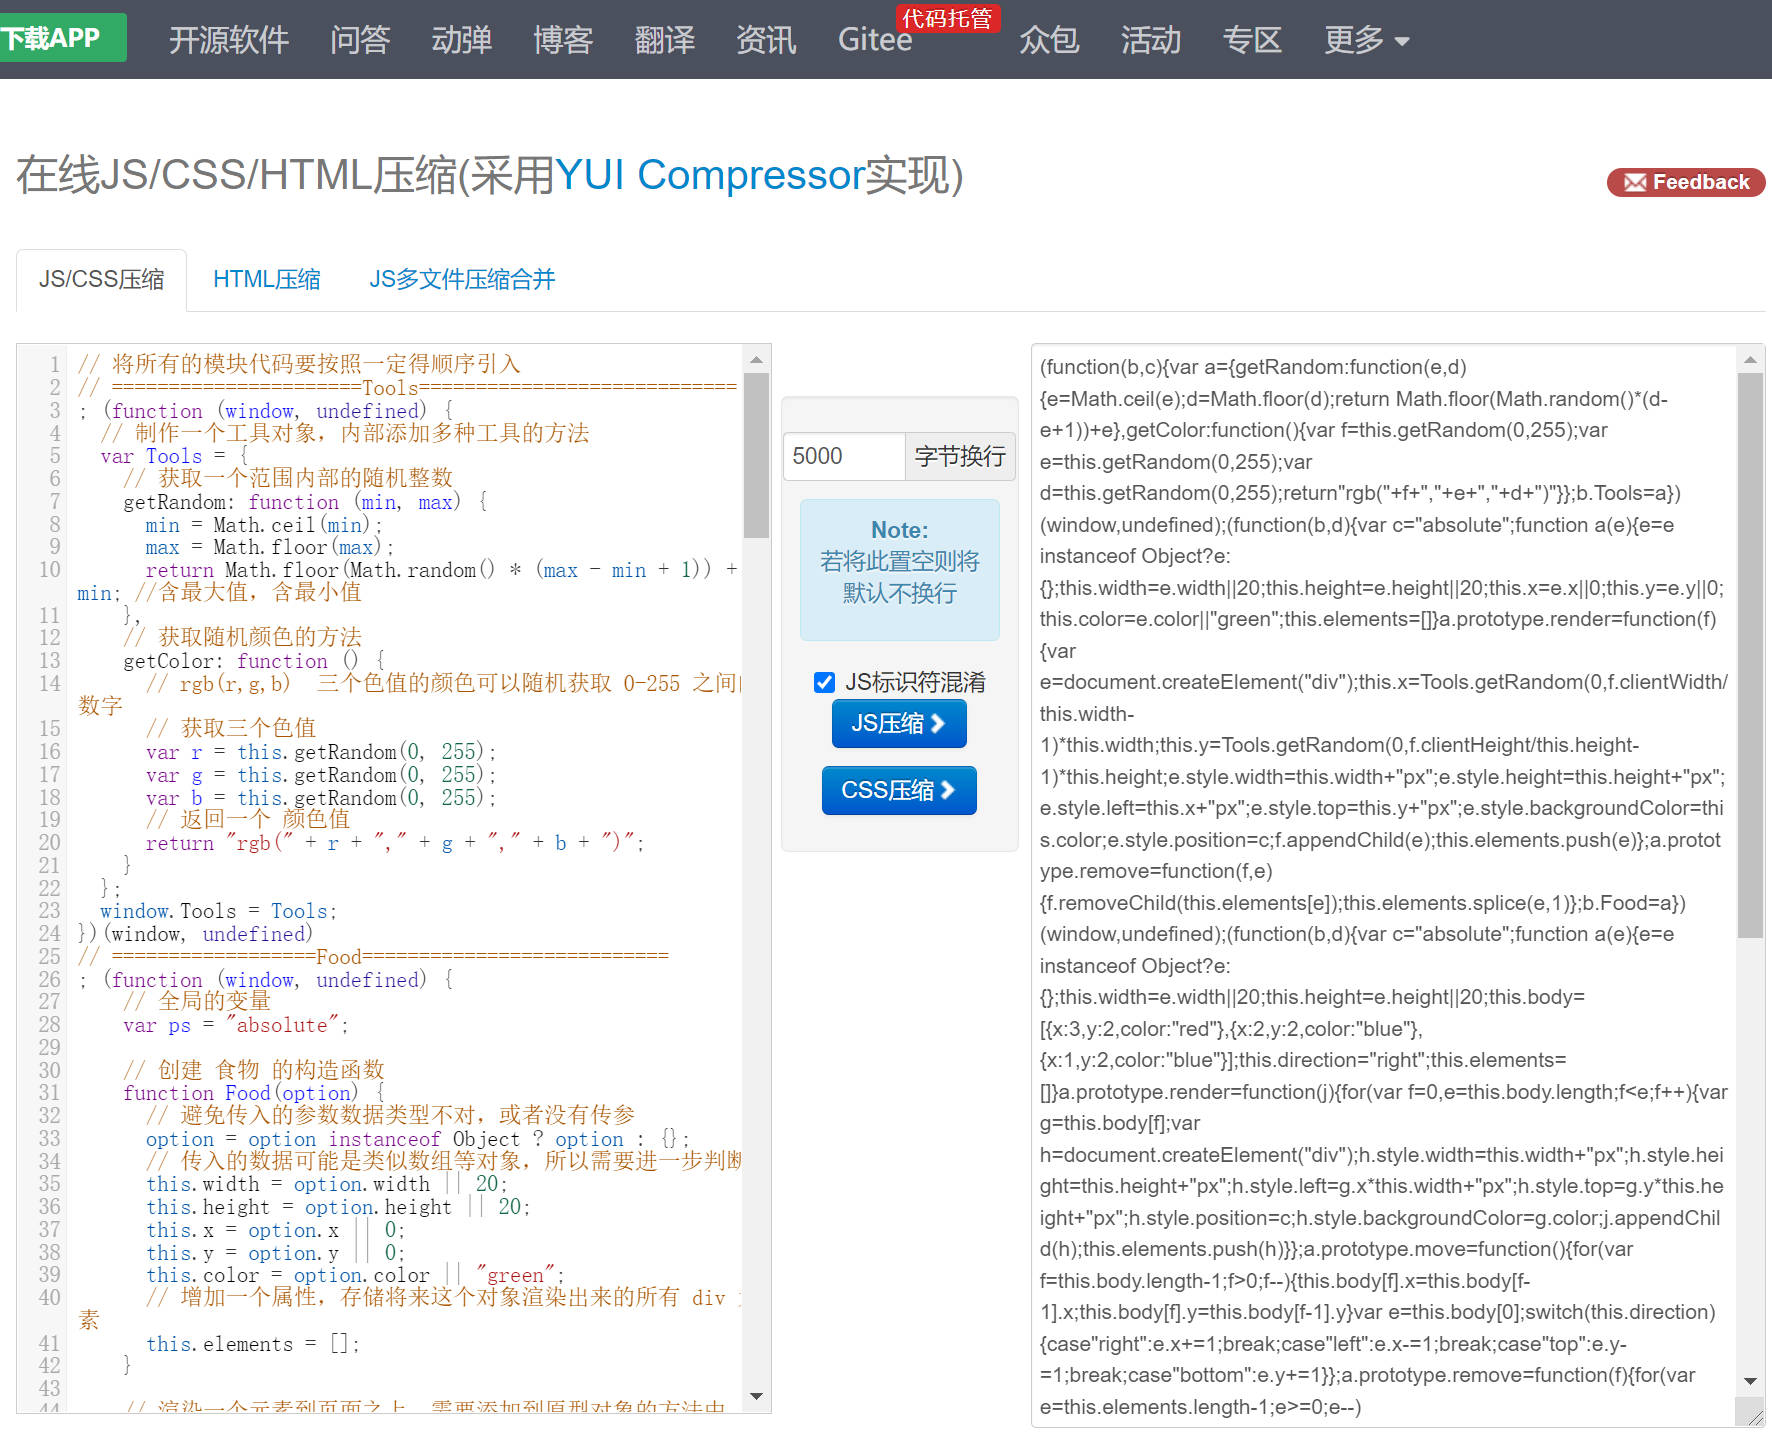 下载APP 开源软件 问答 动弹 博客 翻译 资讯 Gitee 代码托管 众包 活动 专区 更多
在线JS/CSS/HTML压缩(采用YUI Compressor实现)
Feedback
JS/CSS压缩 HTML压缩 JS多文件压缩合并
1 // 将所有的模块代码要按照一定得顺序引入
2 // ======================Tools============================
3 ; (function (window, undefined) {
4 // 制作一个工具对象，内部添加多种工具的方法
5 var Tools = {
6 // 获取一个范围内部的随机整数
7 getRandom: function (min, max) {
8 min = Math.ceil(min);
9 max = Math.floor(max);
10 return Math.floor(Math.random() * (max - min + 1)) +
min; //含最大值，含最小值
11 },
12 // 获取随机颜色的方法
13 getColor: function () {
14 // rgb(r,g,b) 三个色值的颜色可以随机获取 0-255 之间
数字
15 // 获取三个色值
16 var r = this.getRandom(0, 255);
17 var g = this.getRandom(0, 255);
18 var b = this.getRandom(0, 255);
19 // 返回一个 颜色值
20 return "rgb(" + r + "," + g + "," + b + ")";
21 }
22 };
23 window.Tools = Tools;
24 })(window, undefined)
25 // ==================Food===========================
26 ; (function (window, undefined) {
27 // 全局的变量
28 var ps = "absolute";
29
30 // 创建 食物 的构造函数
31 function Food(option) {
32 // 避免传入的参数数据类型不对，或者没有传参
33 option = option instanceof Object ? option : {};
34 // 传入的数据可能是类似数组等对象，所以需要进一步判断
35 this.width = option.width || 20;
36 this.height = option.height || 20;
37 this.x = option.x || 0;
38 this.y = option.y || 0;
39 this.color = option.color || "green";
40 // 增加一个属性，存储将来这个对象渲染出来的所有 div
素
41 this.elements = [];
42 }
43
44 // 渲染一个元素到页面之上，需要添加到原型对象的方法中
5000 字节换行
Note:
若将此置空则将
默认不换行
JS标识符混淆
JS压缩
CSS压缩
(function(b,c){var a={getRandom:function(e,d)
{e=Math.ceil(e);d=Math.floor(d);return Math.floor(Math.random()*(d-
e+1))+e},getColor:function(){var f=this.getRandom(0,255);var
e=this.getRandom(0,255);var
d=this.getRandom(0,255);return"rgb("+f+","+e+","+d+")"}};b.Tools=a})
(window,undefined);(function(b,d){var c="absolute";function a(e){e=e
instanceof Object?e:
{};this.width=e.width||20;this.height=e.height||20;this.x=e.x||0;this.y=e.y||0;
this.color=e.color||"green";this.elements=[]}a.prototype.render=function(f)
{var
e=document.createElement("div");this.x=Tools.getRandom(0,f.clientWidth/
this.width-
1)*this.width;this.y=Tools.getRandom(0,f.clientHeight/this.height-
1)*this.height;e.style.width=this.width+"px";e.style.height=this.height+"px";
e.style.left=this.x+"px";e.style.top=this.y+"px";e.style.backgroundColor=thi
s.color;e.style.position=c;f.appendChild(e);this.elements.push(e)};a.protot
ype.remove=function(f,e)
{f.removeChild(this.elements[e]);this.elements.splice(e,1)};b.Food=a})
(window,undefined);(function(b,d){var c="absolute";function a(e){e=e
instanceof Object?e:
{};this.width=e.width||20;this.height=e.height||20;this.body=
[{x:3,y:2,color:"red"},{x:2,y:2,color:"blue"},
{x:1,y:2,color:"blue"}];this.direction="right";this.elements=
[]}a.prototype.render=function(j){for(var f=0,e=this.body.length;f<e;f++){var
g=this.body[f];var
h=document.createElement("div");h.style.width=this.width+"px";h.style.hei
ght=this.height+"px";h.style.left=g.x*this.width+"px";h.style.top=g.y*this.he
ight+"px";h.style.position=c;h.style.backgroundColor=g.color;j.appendChil
d(h);this.elements.push(h)}};a.prototype.move=function(){for(var
f=this.body.length-1;f>0;f--){this.body[f].x=this.body[f-
1].x;this.body[f].y=this.body[f-1].y}var e=this.body[0];switch(this.direction)
{case"right":e.x+=1;break;case"left":e.x-=1;break;case"top":e.y-
=1;break;case"bottom":e.y+=1}};a.prototype.remove=function(f){for(var
e=this.elements.length-1;e>=0;e--)